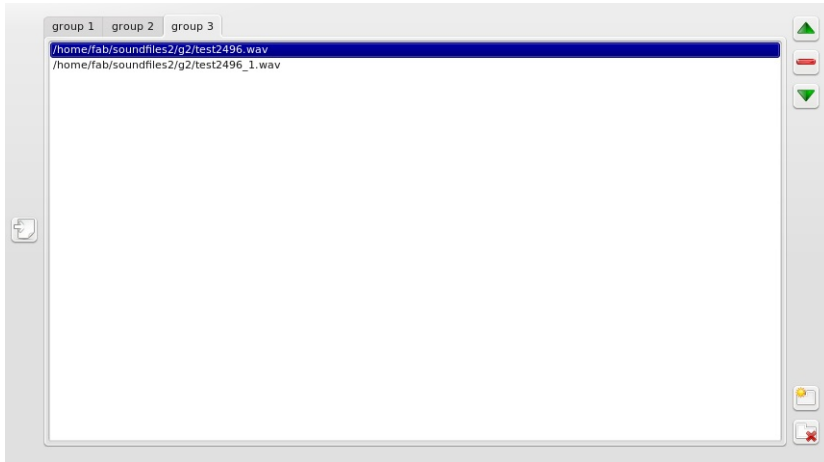 group 1 group 2 group 3
/home/fab/soundfiles2/g2/test2496.wav
/home/fab/soundfiles2/g2/test2496_1.wav